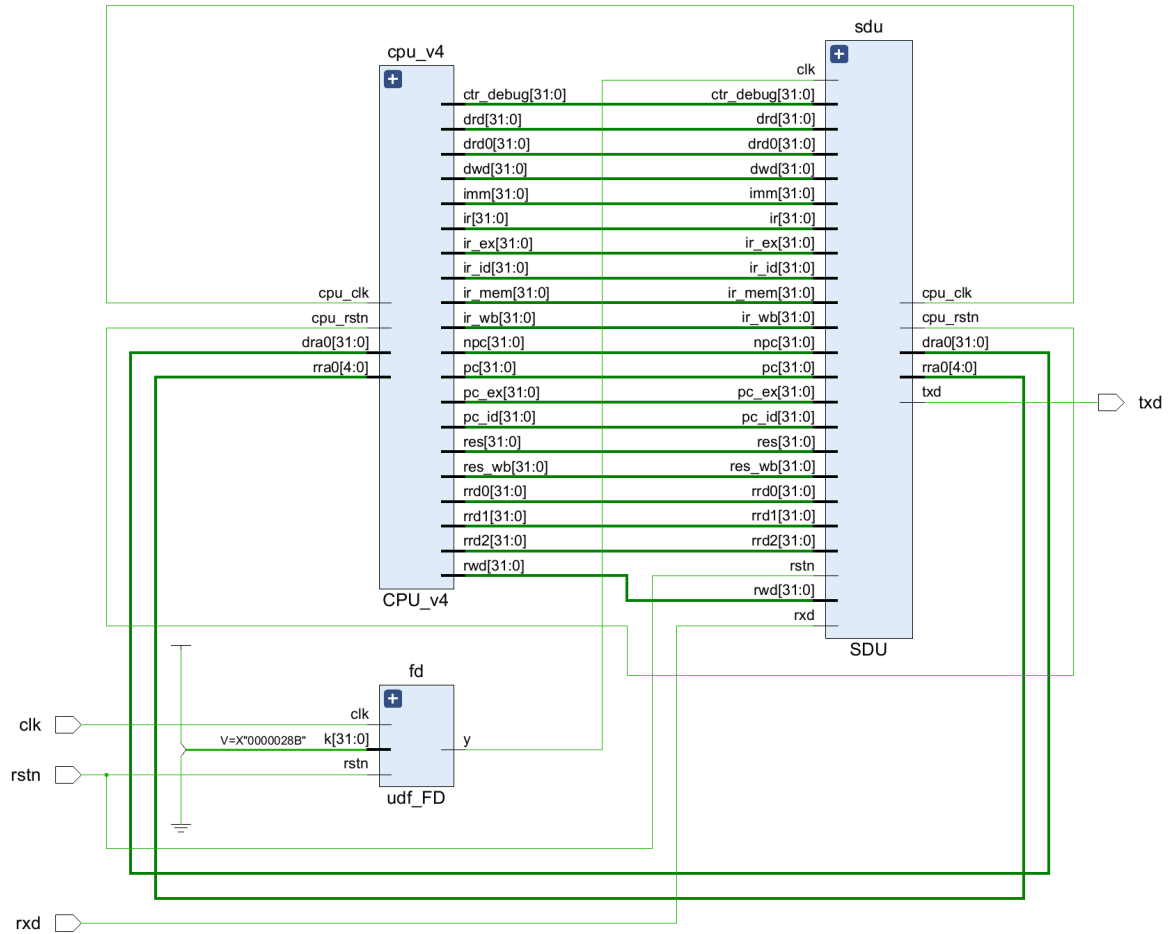 sdu
cpu_v4
clk
ctr_debug[31:0] ctr_debug[31:0]
drd[31:0] drd[31:0]
drd0[31:0] drd0[31:0]
dwd[31:0] dwd[31:0]
imm[31:0] imm[31:0]
ir[31:0] ir[31:0]
ir_ex[31:0] ir_ex[31:0]
ir_id[31:0] ir_id[31:0]
cpu_clk ir_mem[31:0] ir_mem[31:0] cpu_clk
cpu_rstn ir_wb[31:0] ir_wb[31:0] cpu_rstn
dra0[31:0] npc[31:0] npc[31:0] dra0[31:0]
rra0[4:0] pc[31:0] pc[31:0] rra0[4:0]
pc_ex[31:0] pc_ex[31:0] txd txd
pc_id[31:0] pc_id[31:0]
res[31:0] res[31:0]
res_wb[31:0] res_wb[31:0]
rrd0[31:0] rrd0[31:0]
rrd1[31:0] rrd1[31:0]
rrd2[31:0] rrd2[31:0]
rwd[31:0] rstn
CPU_v4 rwd[31:0]
rxd
SDU
fd
clk clk
V=X"0000028B" k[31:0] y
rstn rstn
udf_FD
rxd